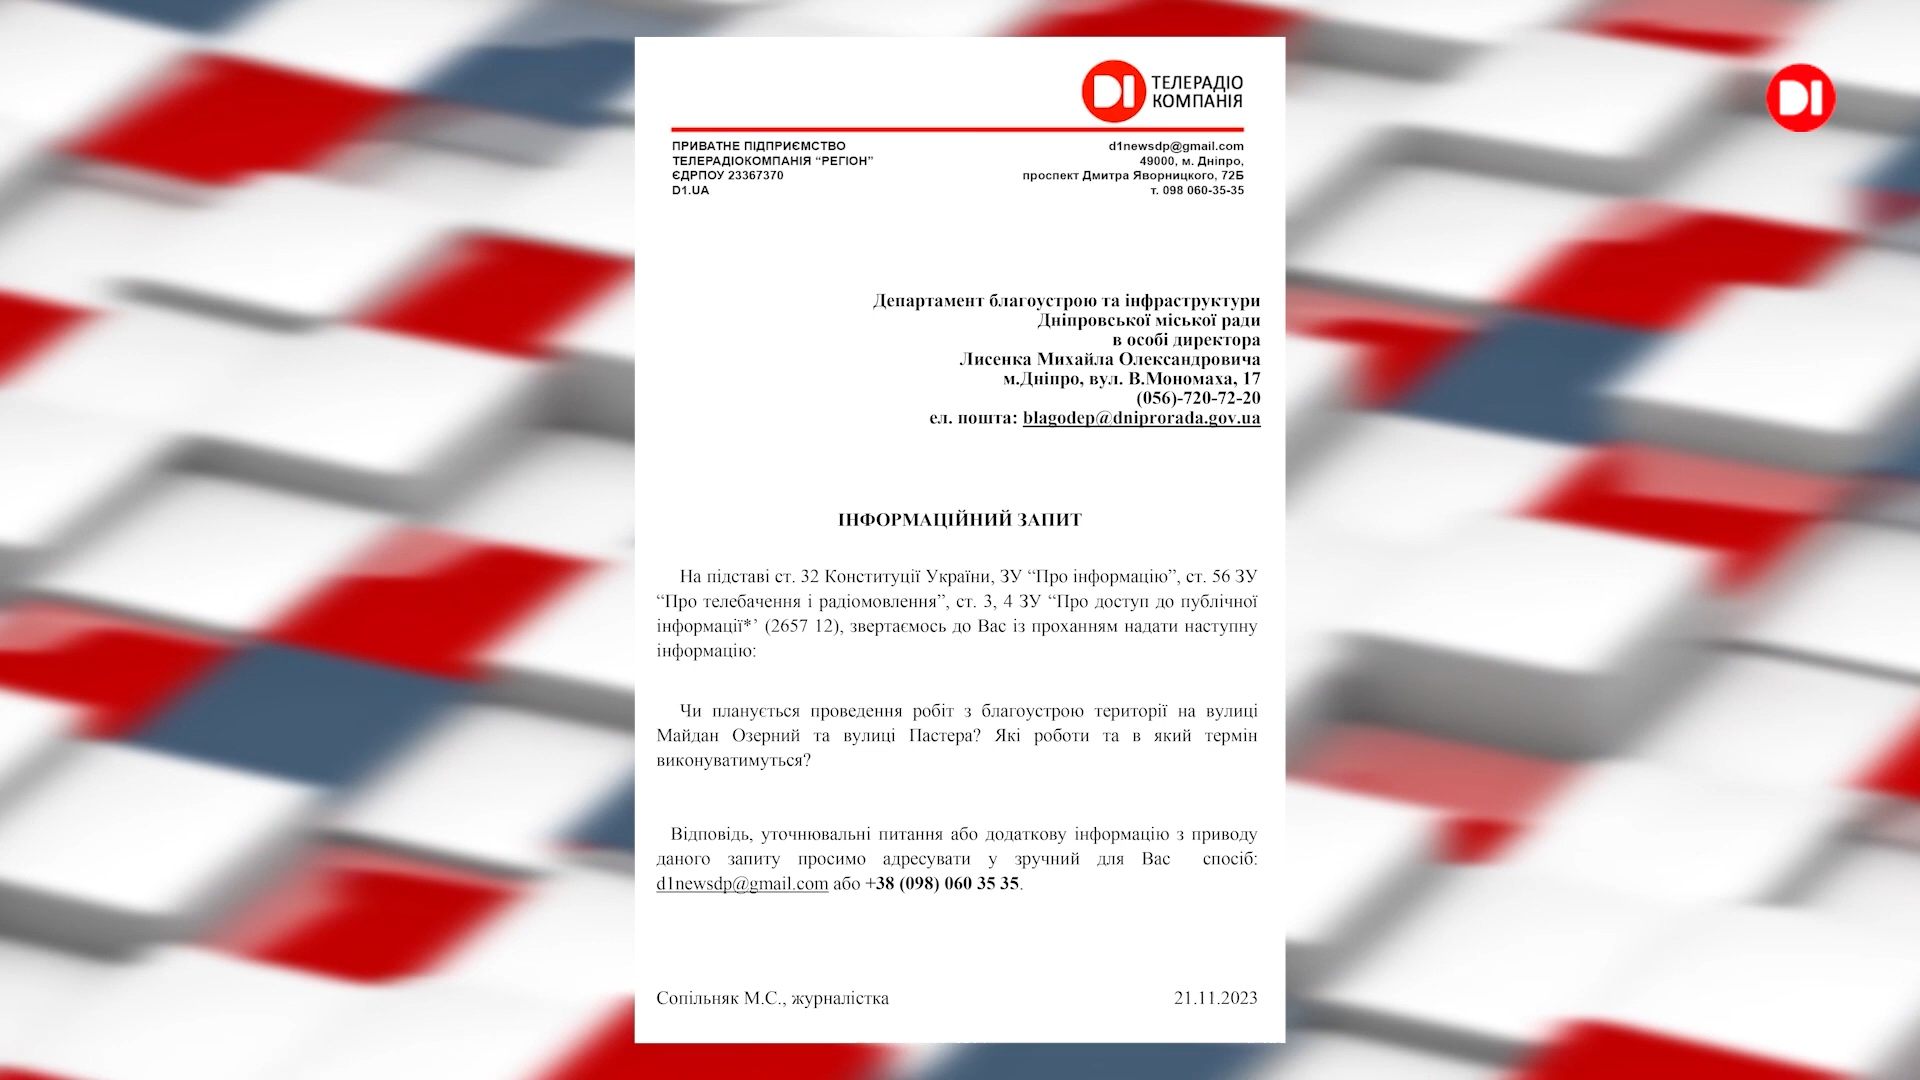 DI ТЕЛЕРАДІО
КОМПАНІЯ
DI
ПРИВАТНЕ ПІДПРИЄМСТВО
ТЕЛЕРАДІОКОМПАНІЯ “РЕГІОН”
ЄДРПОУ 23367370
D1.UA
d1newsdp@gmail.com
49000, м. Дніпро,
проспект Дмитра Яворницкого, 72Б
т. 098 060-35-35
Департамент благоустрою та інфраструктури
Дніпровської міської ради
в особі директора
Лисенка Михайла Олександровича
м.Дніпро, вул. В.Мономаха, 17
(056)-720-72-20
ел. пошта: blagodep@dniprorada.gov.ua
ІНФОРМАЦІЙНИЙ ЗАПИТ
На підставі ст. 32 Конституції України, ЗУ “Про інформацію”, ст. 56 ЗУ
“Про телебачення і радіомовлення”, ст. 3, 4 ЗУ “Про доступ до публічної
інформації*’ (2657 12), звертаємось до Вас із проханням надати наступну
інформацію:
Чи планується проведення робіт з благоустрою території на вулиці
Майдан Озерний та вулиці Пастера? Які роботи та в який термін
виконуватимуться?
Відповідь, уточнювальні питання або додаткову інформацію з приводу
даного запиту просимо адресувати у зручний для Вас спосіб:
d1newsdp@gmail.com або +38 (098) 060 35 35.
Сопільняк М.С., журналістка 21.11.2023